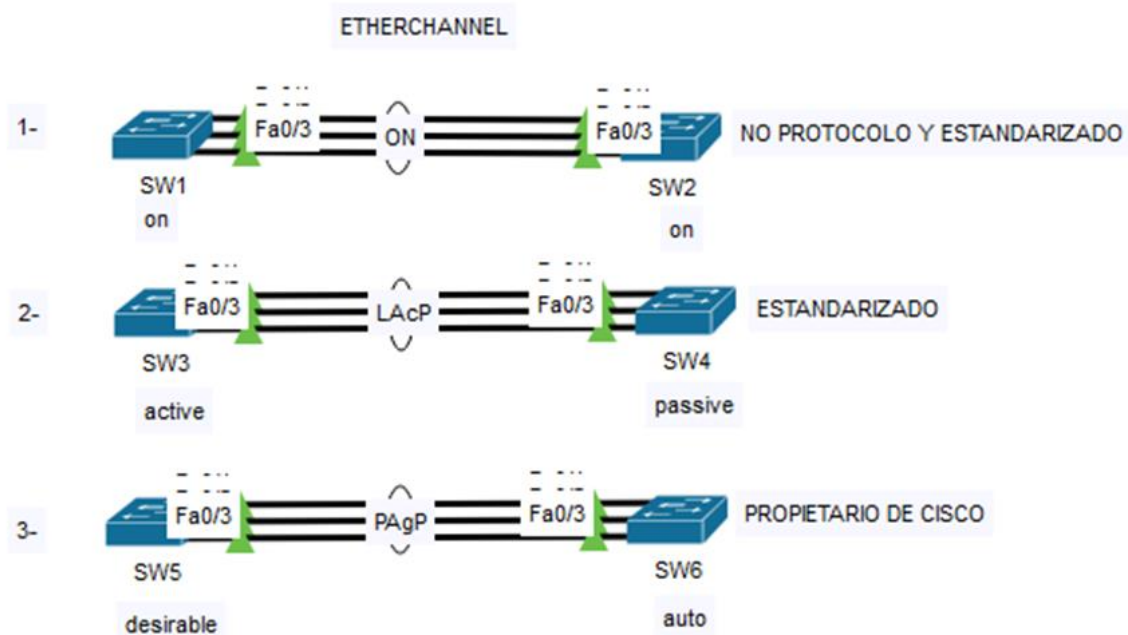 ETHERCHANNEL
1-
Fa0/3
ON
Fa0/3
NO PROTOCOLO Y ESTANDARIZADO
SW1
SW2
on
on
2-
Fa0/3
LAcP
Fa0/3
ESTANDARIZADO
SW3
SW4
active
passive
3-
Fa0/3
PAgP
Fa0/3
PROPIETARIO DE CISCO
SW5
SW6
desirable
auto